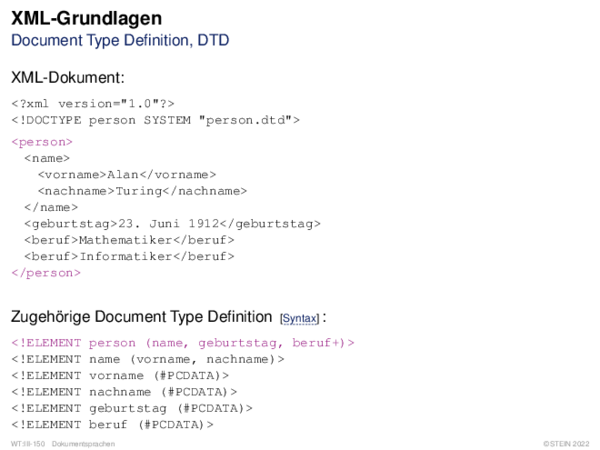 XML-Grundlagen
Document Type Definition, DTD
XML-Dokument:
<?xml version="1.0"?>
<!DOCTYPE person SYSTEM "person.dtd">
<person>
  <name>
    <vorname>Alan</vorname>
    <nachname>Turing</nachname>
  </name>
  <geburtstag>23. Juni 1912</geburtstag>
  <beruf>Mathematiker</beruf>
  <beruf>Informatiker</beruf>
</person>
Zugehörige Document Type Definition [Syntax] :
<!ELEMENT person (name, geburtstag, beruf+)>
<!ELEMENT name (vorname, nachname)>
<!ELEMENT vorname (#PCDATA)>
<!ELEMENT nachname (#PCDATA)>
<!ELEMENT geburtstag (#PCDATA)>
<!ELEMENT beruf (#PCDATA)>
WT:III-150 Dokumentsprachen ©STEIN 2022